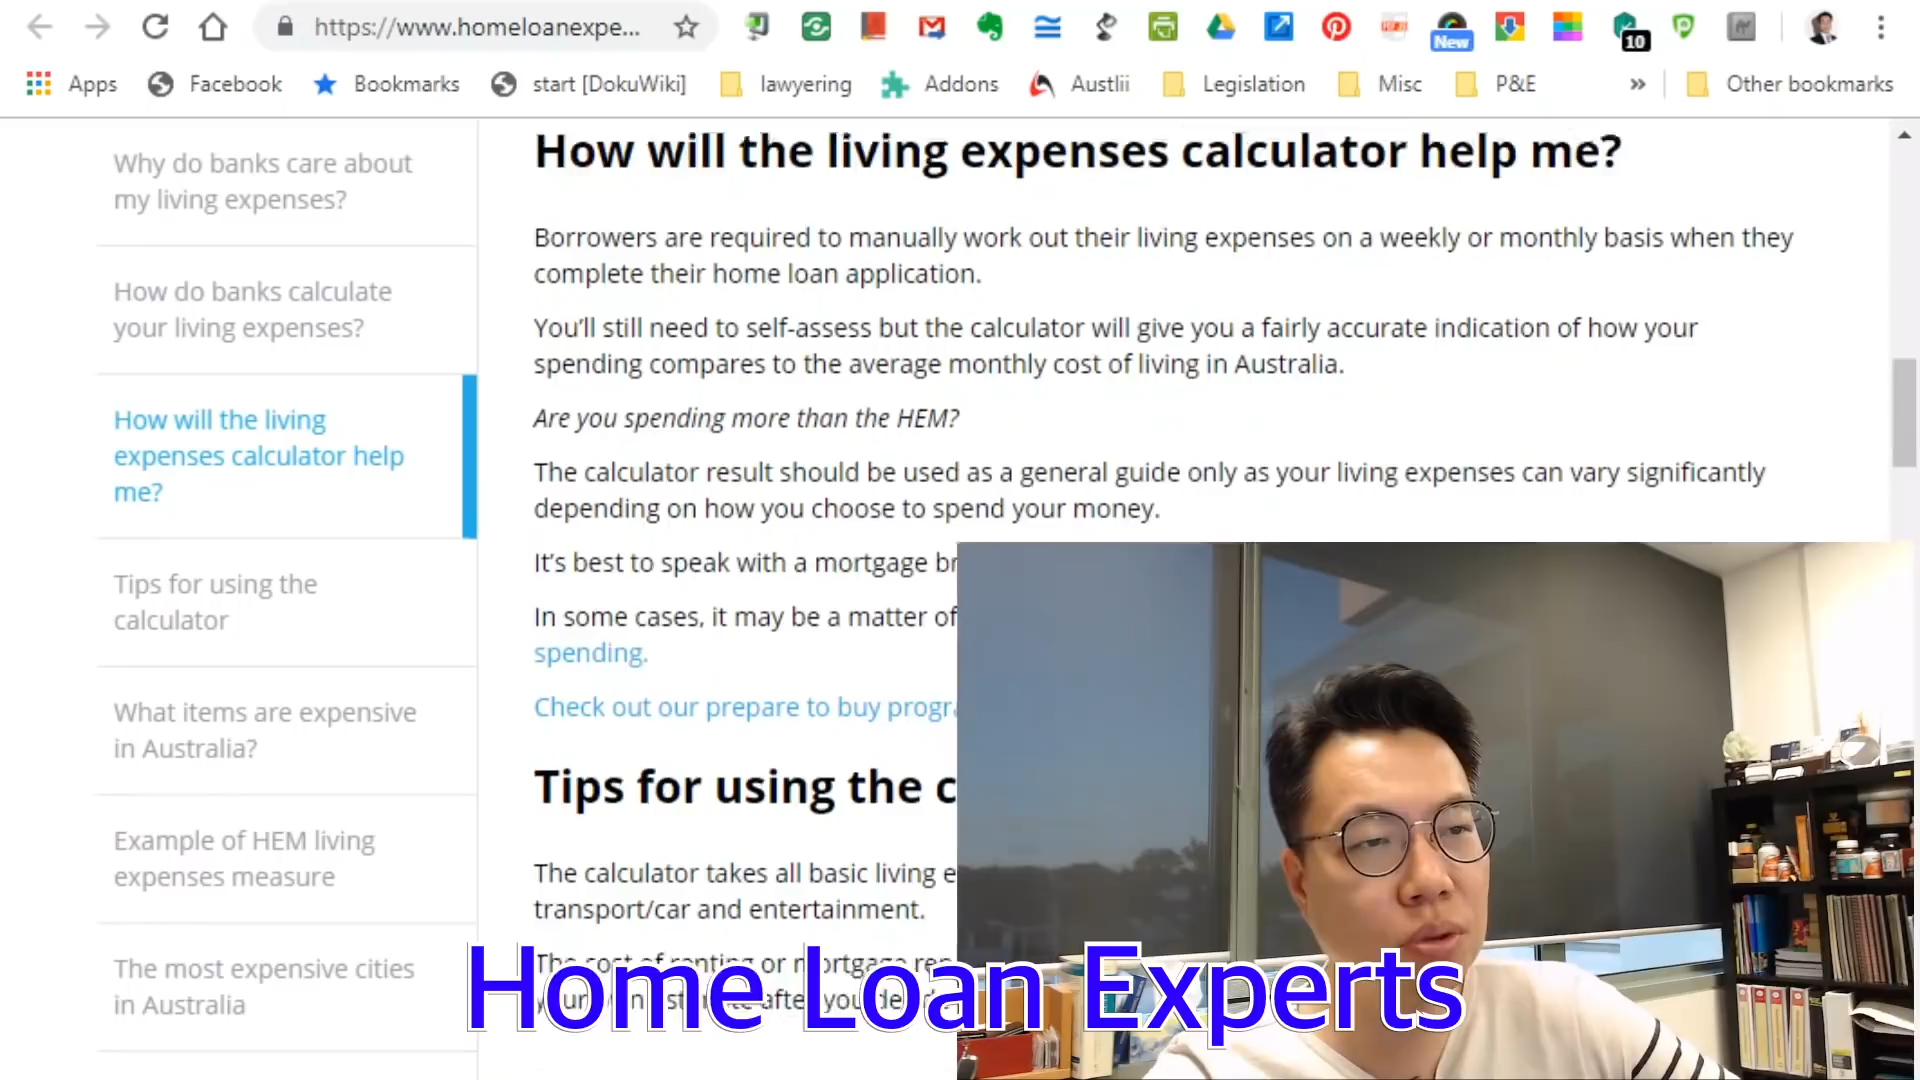 https://www.homeloanexpe...
New
10
Apps
Facebook
Bookmarks
start [DokuWiki]
lawyering
Addons
Austlii
Legislation
Misc
P&E
»
Other bookmarks
Why do banks care about
my living expenses?
How do banks calculate
your living expenses?
How will the living
expenses calculator help
me?
Tips for using the
calculator
What items are expensive
in Australia?
Example of HEM living
expenses measure
The most expensive cities
in Australia
How will the living expenses calculator help me?
Borrowers are required to manually work out their living expenses on a weekly or monthly basis when they
complete their home loan application.
You’ll still need to self-assess but the calculator will give you a fairly accurate indication of how your
spending compares to the average monthly cost of living in Australia.
Are you spending more than the HEM?
The calculator result should be used as a general guide only as your living expenses can vary significantly
depending on how you choose to spend your money.
It’s best to speak with a mortgage br
In some cases, it may be a matter of
spending.
Check out our prepare to buy progra
Tips for using the c
The calculator takes all basic living e
transport/car and entertainment.
The cost of renting or mortgage rep
Home Loan Experts